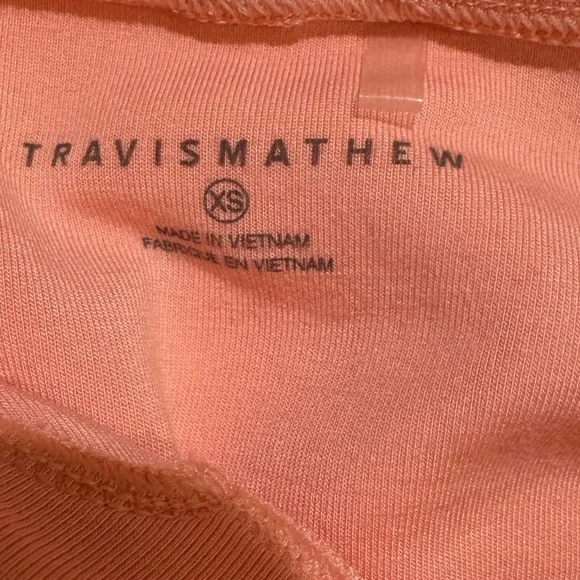 TRAVISMATHEW
XS
MADE IN VIETNAM
FABRIQUE EN VIETNAM